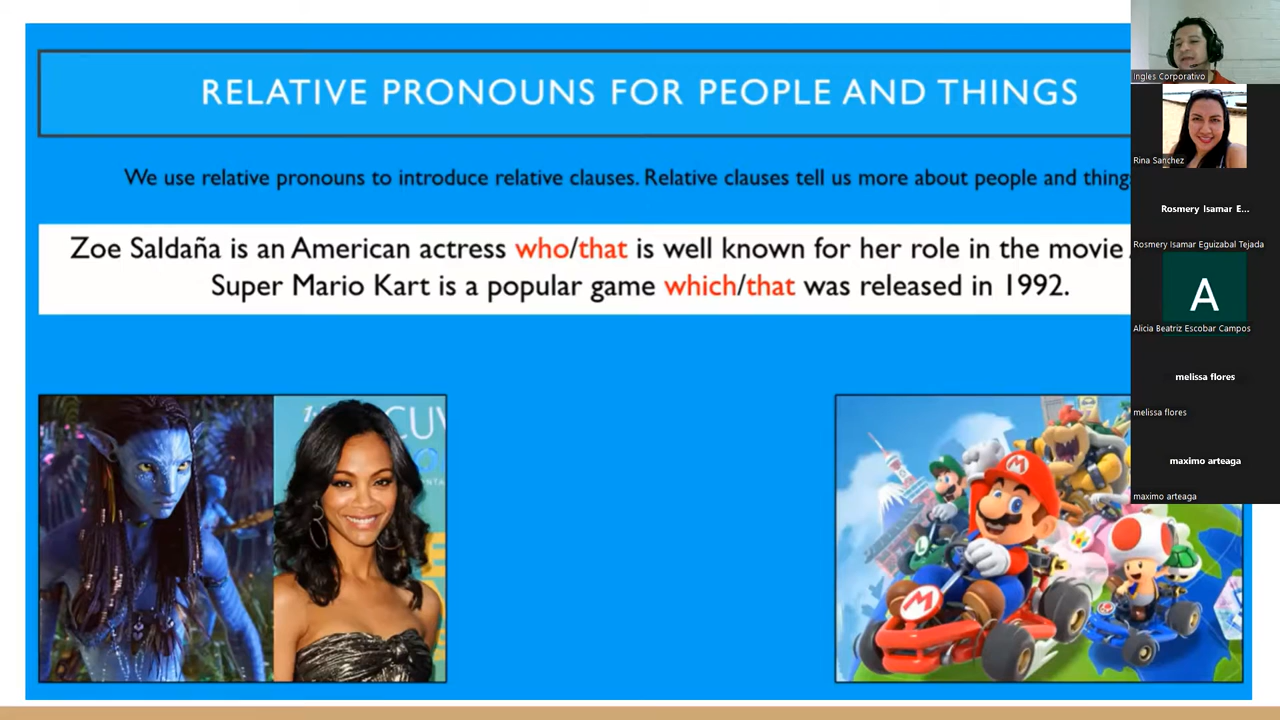 RELATIVE PRONOUNS FOR PEOPLE AND THINGS
We use relative pronouns to introduce relative clauses. Relative clauses tell us more about people and
Zoe Saldaña is an American actress who/that is well known for her role in the movie
Super Mario Kart is a popular game which/that was released in 1992.
Ingles Corporativo
Rina Sanchez
Rosmery Isamar E...
Rosmery Isamar Eguizabal Tejada
A
Alicia Beatriz Escobar Campos
melissa flores
melissa flores
maximo arteaga
maximo arteaga
M
M
L